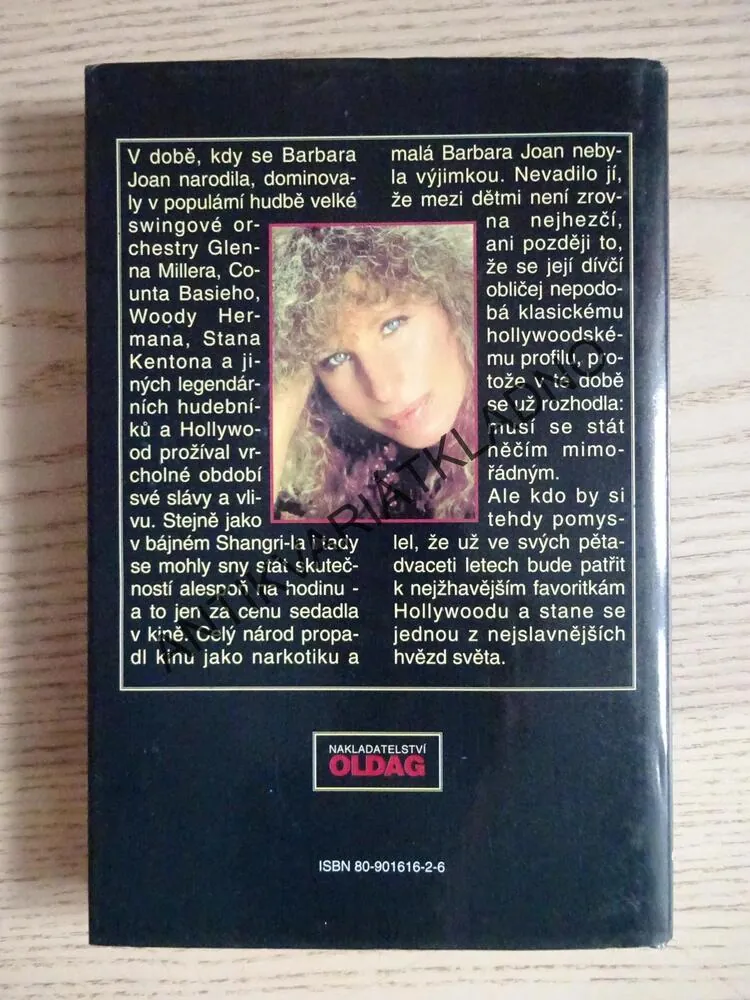 V době, kdy se Barbara
Joan narodila, dominova-
ly v populární hudbě velké
swingové or-
chestry Glen-
na Millera, Co-
unta Basieho,
Woody Her-
mana, Stana
Kentona a ji-
ných legendár-
ních hudební-
ků a Hollywo-
od prožíval vr-
cholné období
své slávy a vli-
vu. Stejně jako
v bájném Shangri-la i tady
se mohly sny stát skuteč-
ností alespoň na hodinu -
a to jen za cenu sedadla
v kině. Celý národ propa-
dl kinu jako narkotiku a
malá Barbara Joan neby-
la výjimkou. Nevadilo jí,
že mezi dětmi není zrov-
na nejhezčí,
ani později to,
že se její dívčí
obličej nepodo-
bá klasickému
hollywoodské-
mu profilu, pro-
tože v té době
se už rozhodla:
musí se stát
něčím mimo-
řádným.
Ale kdo by si
tehdy pomys-
lel, že už ve svých pěta-
dvaceti letech bude patřit
k nejžhavějším favoritkám
Hollywoodu a stane se
jednou z nejslavnějších
hvězd světa.
NAKLADATELSTVÍ
OLDAG
ISBN 80-901616-2-6
ANTIKVARIÁTKLADNO